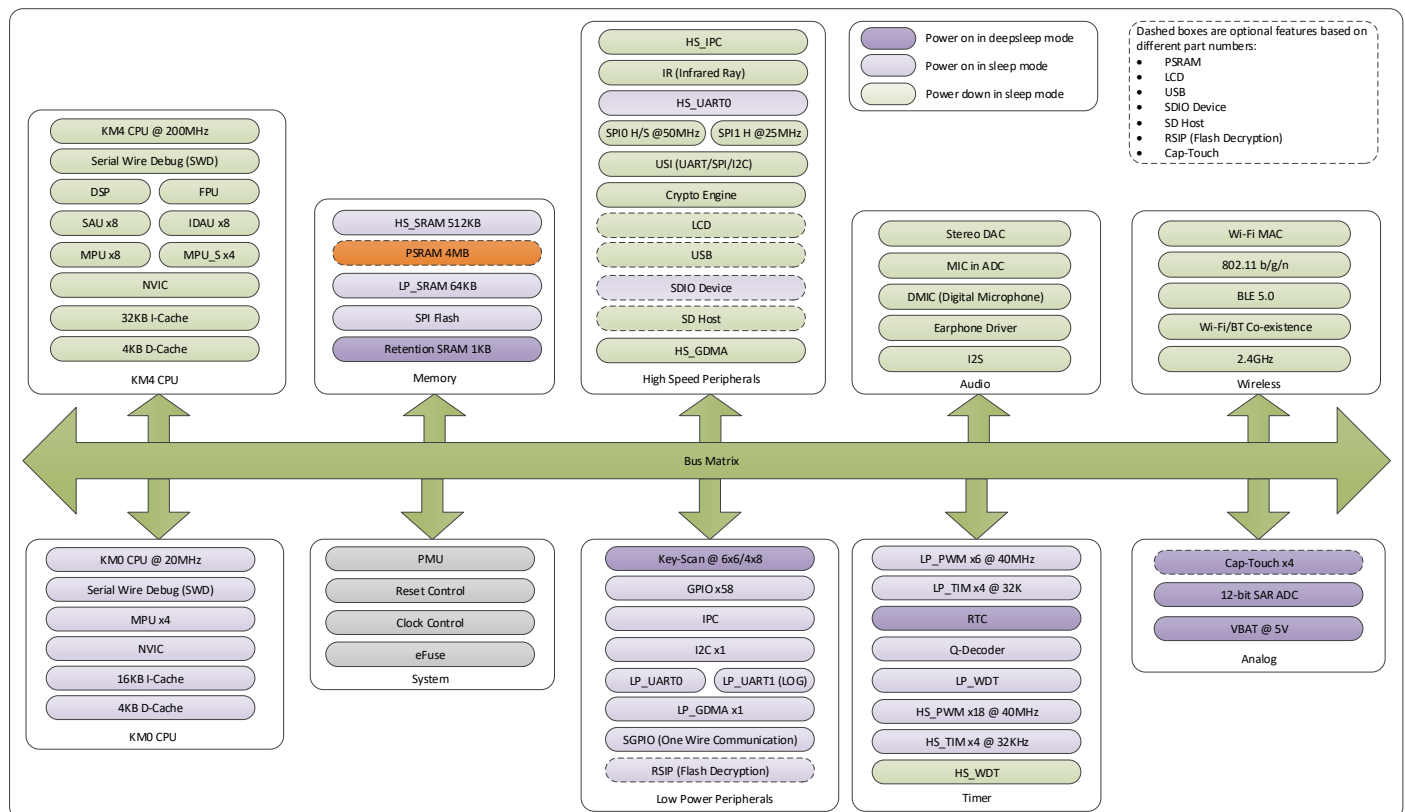 KM4 CPU @ 200MHz
Serial Wire Debug (SWD)
DSP
FPU
SAU x8
IDAU x8
MPU x8
MPU_S x4
NVIC
32KB I-Cache
4KB D-Cache
KM4 CPU
HS_SRAM 512KB
PSRAM 4MB
LP_SRAM 64KB
SPI Flash
Retention SRAM 1KB
Memory
HS_IPC
IR (Infrared Ray)
HS_UART0
SPI0 H/S @50MHz
SPI1 H @25MHz
USI (UART/SPI/I2C)
Crypto Engine
LCD
USB
SDIO Device
SD Host
HS_GDMA
High Speed Peripherals
Power on in deepsleep mode
Power on in sleep mode
Power down in sleep mode
Dashed boxes are optional features based on
different part numbers:
• PSRAM
• LCD
• USB
• SDIO Device
• SD Host
• RSIP (Flash Decryption)
• Cap-Touch
Stereo DAC
MIC in ADC
DMIC (Digital Microphone)
Earphone Driver
I2S
Audio
Wi-Fi MAC
802.11 b/g/n
BLE 5.0
Wi-Fi/BT Co-existence
2.4GHz
Wireless
Bus Matrix
KM0 CPU @ 20MHz
Serial Wire Debug (SWD)
MPU x4
NVIC
16KB I-Cache
4KB D-Cache
KM0 CPU
PMU
Reset Control
Clock Control
eFuse
System
Key-Scan @ 6x6/4x8
GPIO x58
IPC
I2C x1
LP_UART0
LP_UART1 (LOG)
LP_GDMA x1
SGPIO (One Wire Communication)
RSIP (Flash Decryption)
Low Power Peripherals
LP_PWM x6 @ 40MHz
LP_TIM x4 @ 32K
RTC
Q-Decoder
LP_WDT
HS_PWM x18 @ 40MHz
HS_TIM x4 @ 32KHz
HS_WDT
Timer
Cap-Touch x4
12-bit SAR ADC
VBAT @ 5V
Analog